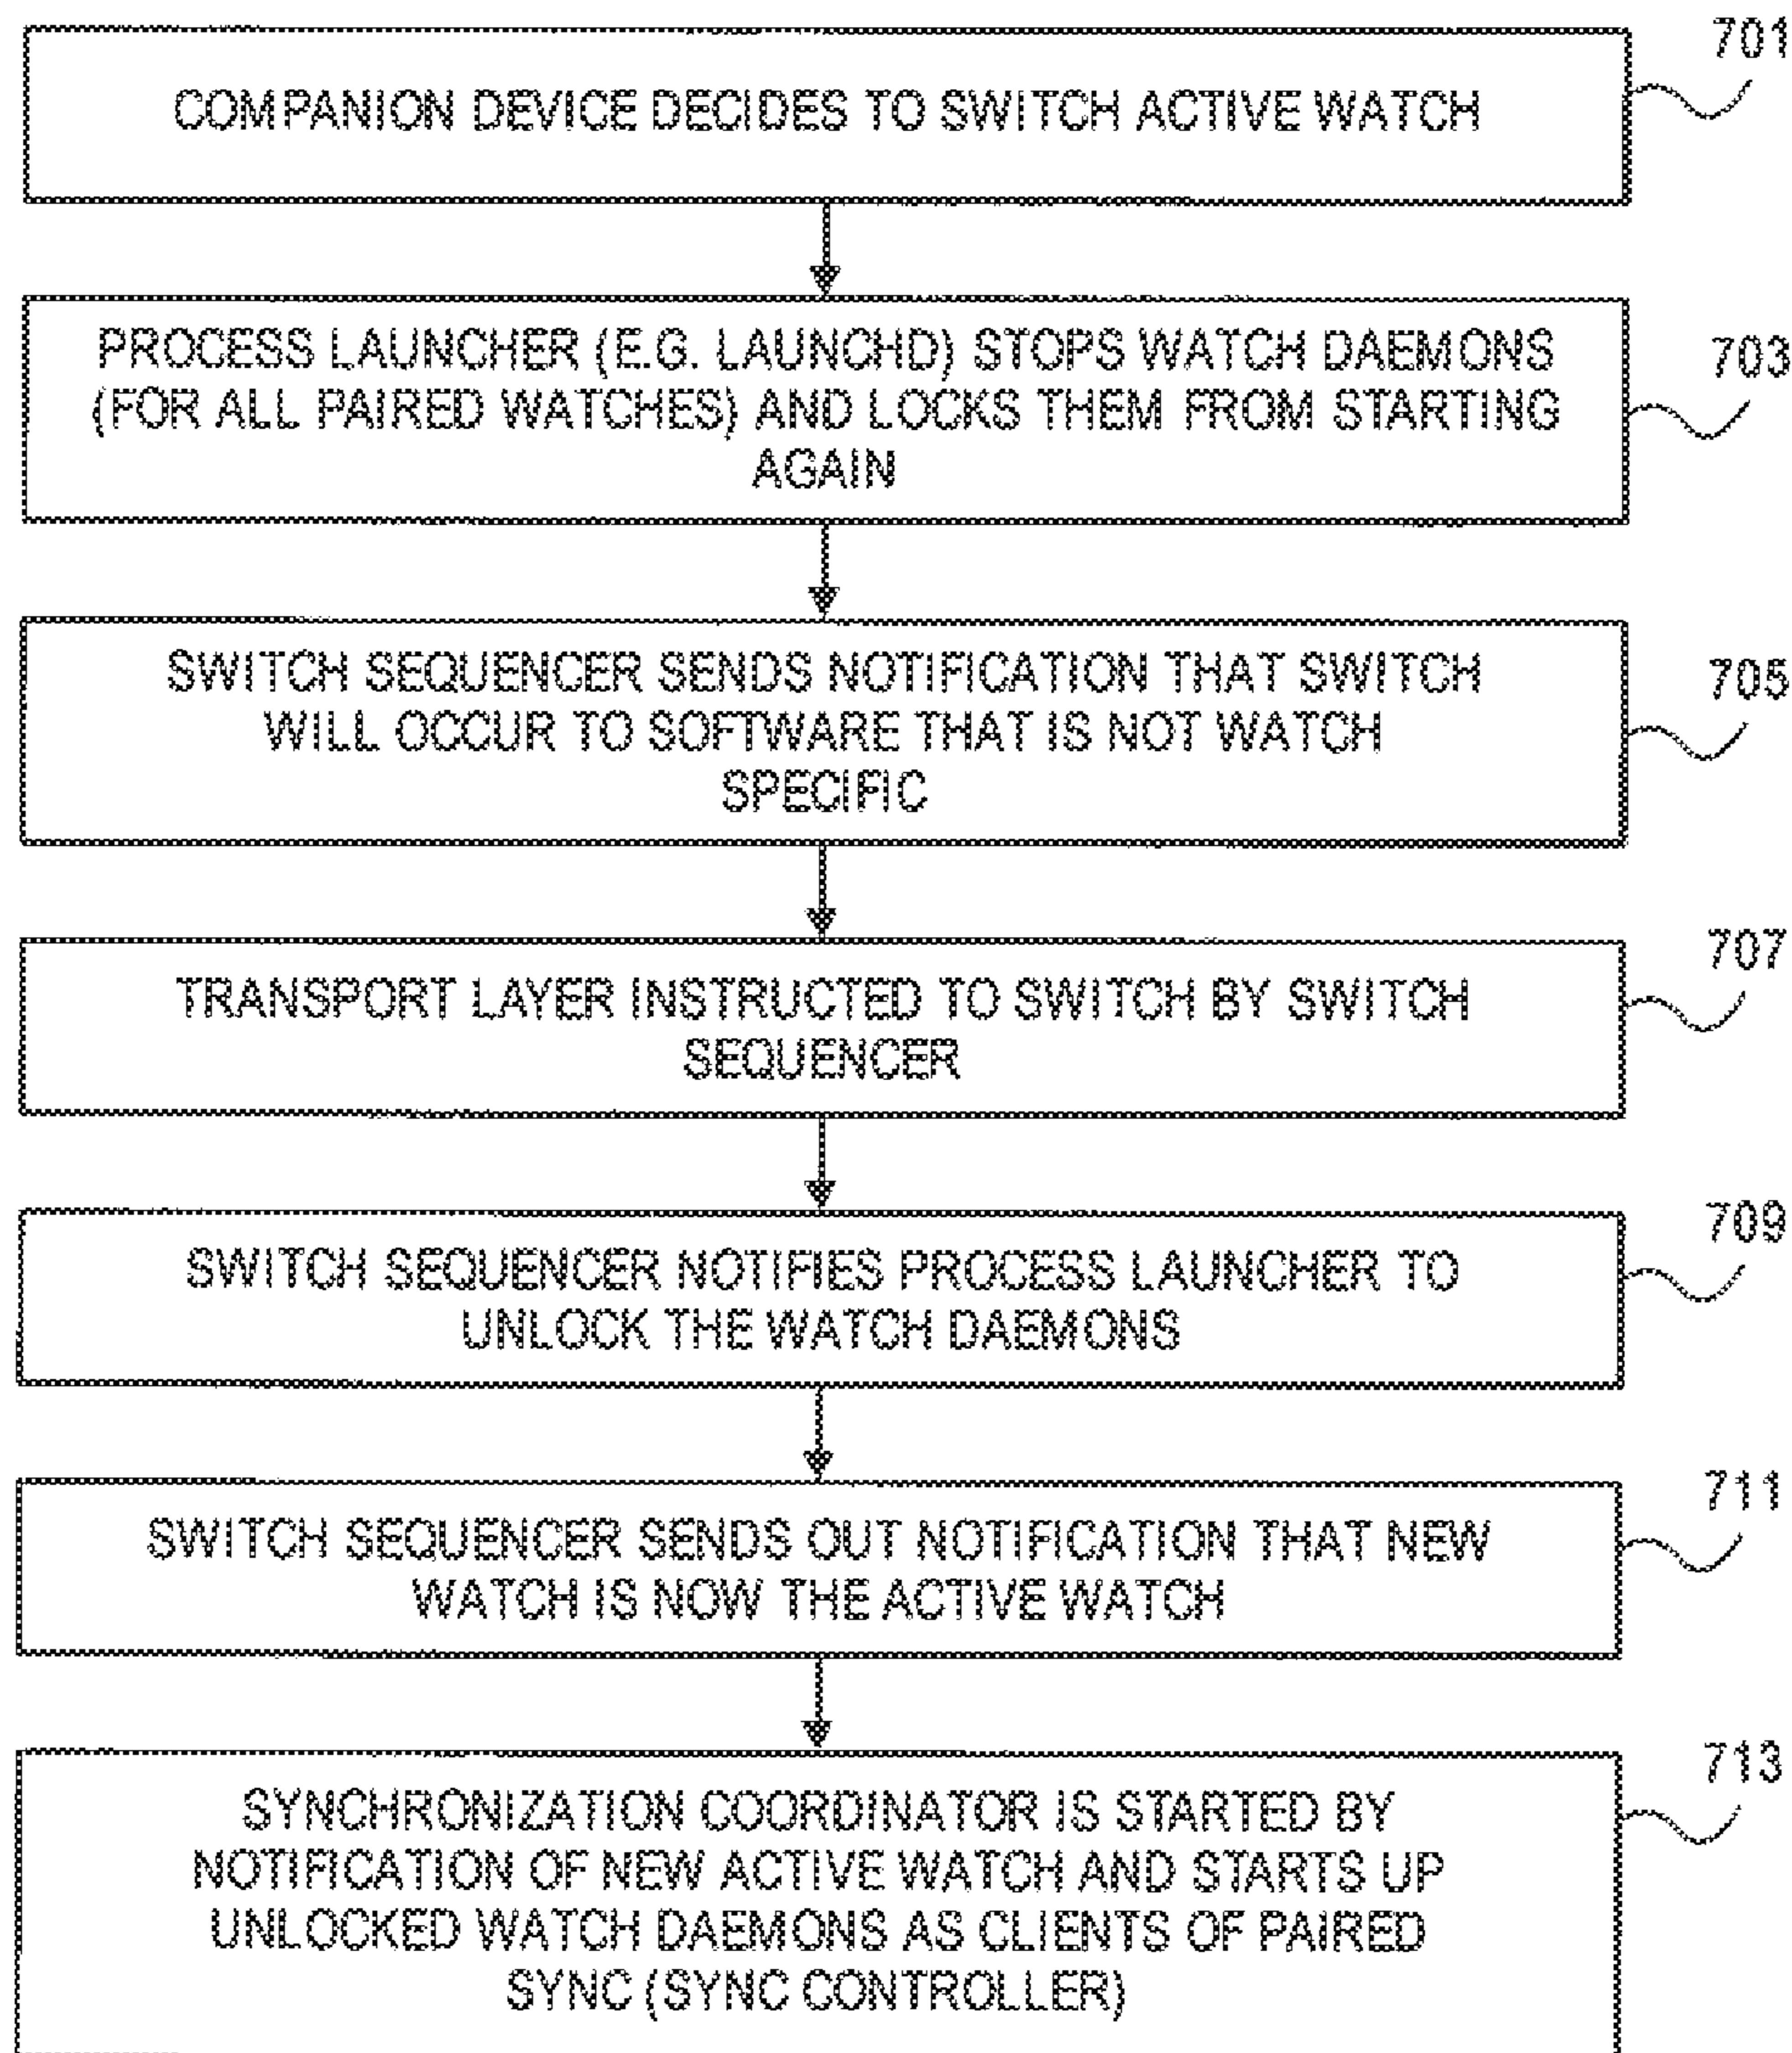 701
COMPANION DEVICE DECIDES TO SWITCH ACTIVE WATCH
PROCESS LAUNCHER (E.G. LAUNCHD) STOPS WATCH DAEMONS
703
(FOR ALL PAIRED WATCHES) AND LOCKS THEM FROM STARTING
AGAIN
SWITCH SEQUENCER SENDS NOTIFICATION THAT SWITCH
705
WILL OCCUR TO SOFTWARE THAT IS NOT WATCH
SPECIFIC
707
TRANSPORT LAYER INSTRUCTED TO SWITCH BY SWITCH
SEQUENCER
709
SWITCH SEQUENCER NOTIFIES PROCESS LAUNCHER TO
UNLOCK THE WATCH DAEMONS
711
SWITCH SEQUENCER SENDS OUT NOTIFICATION THAT NEW
WATCH IS NOW THE ACTIVE WATCH
713
SYNCHRONIZATION COORDINATOR IS STARTED BY
NOTIFICATION OF NEW ACTIVE WATCH AND STARTS UP
UNLOCKED WATCH DAEMONS AS CLIENTS OF PAIRED
SYNC (SYNC CONTROLLER)